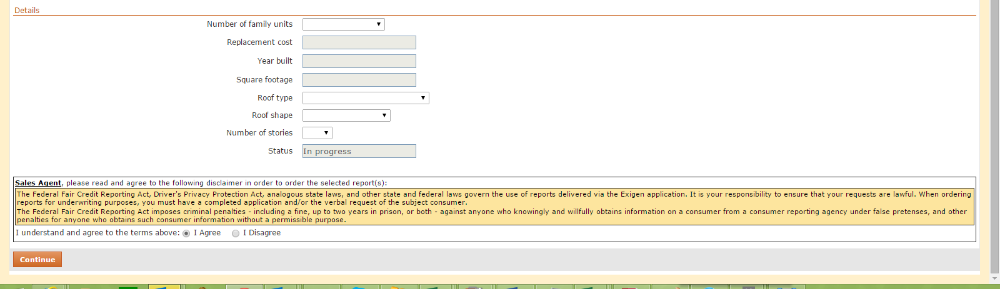 Details
Number of family units
Replacement cost
Year built
Square footage
Roof type
Roof shape
Number of stories
Status In progress
Sales Agent, please read and agree to the following disclaimer in order to order the selected report(s):
The Federal Fair Credit Reporting Act, Driver's Privacy Protection Act, analogous state laws, and other state and federal laws govern the use of reports delivered via the Exigen application. It is your responsibility to ensure that your requests are lawful. When ordering
reports for underwriting purposes, you must have a completed application and/or the verbal request of the subject consumer.
The Federal Fair Credit Reporting Act imposes criminal penalties - including a fine, up to two years in prison, or both - against anyone who knowingly and willfully obtains information on a consumer from a consumer reporting agency under false pretenses, and other
penalties for anyone who obtains such consumer information without a permissible purpose.
I understand and agree to the terms above: I Agree I Disagree
Continue